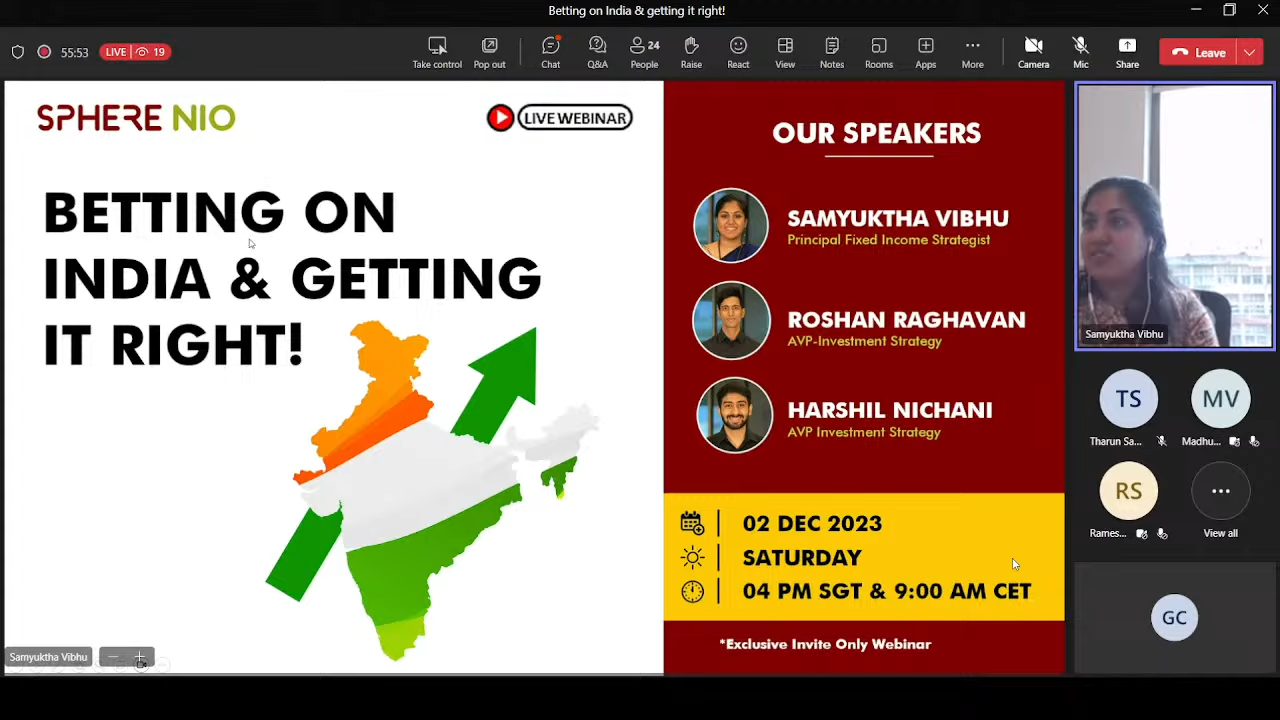 Betting on India & getting it right!
55:53
LIVE 19
Take control
Pop out
Chat
Q&A
24
People
Raise
React
View
Notes
Rooms
Apps
More
Camera
Mic
Share
Leave
SPHERE NIO
LIVE WEBINAR
BETTING ON
INDIA & GETTING
IT RIGHT!
OUR SPEAKERS
SAMYUKTHA VIBHU
Principal Fixed Income Strategist
ROSHAN RAGHAVAN
AVP-Investment Strategy
HARSHIL NICHANI
AVP Investment Strategy
02 DEC 2023
SATURDAY
04 PM SGT & 9:00 AM CET
*Exclusive Invite Only Webinar
Samyuktha Vibhu
Samyuktha Vibhu
TS
Tharun Sa...
MV
Madhu...
RS
Rames...
View all
GC